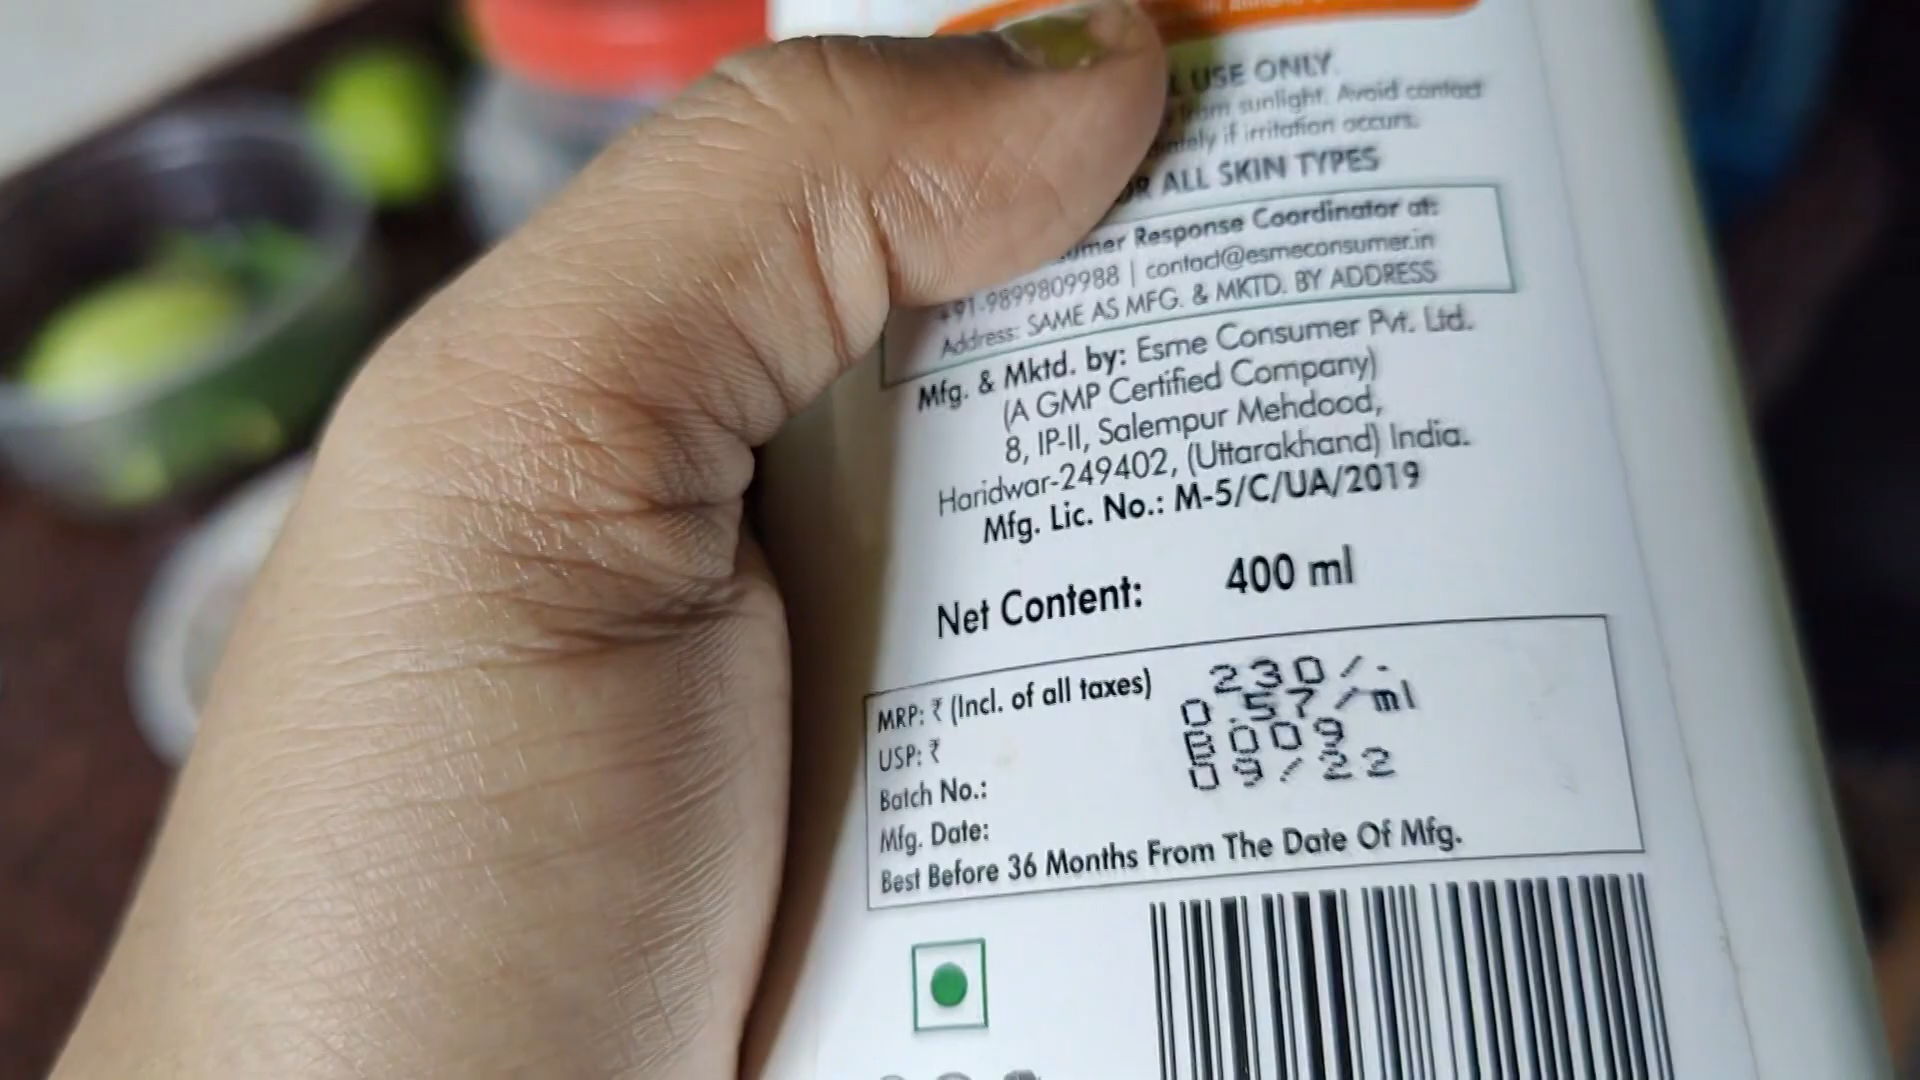 USE ONLY.
from sunlight. Avoid contact
if irritation occurs.
ALL SKIN TYPES
Response Coordinator at:
+91-9899809988 | contact@esmeconsumer.in
Address: SAME AS MFG. & MKTD. BY ADDRESS
Mfg. & Mktd. by: Esme Consumer Pvt. Ltd.
(A GMP Certified Company)
8, IP-II, Salempur Mehdood,
Haridwar-249402, (Uttarakhand) India.
Mfg. Lic. No.: M-5/C/UA/2019
Net Content: 400 ml
MRP: ₹ (Incl. of all taxes) 230/-
USP: ₹ 0.57/ml
Batch No.: E009
Mfg. Date: 09/22
Best Before 36 Months From The Date Of Mfg.